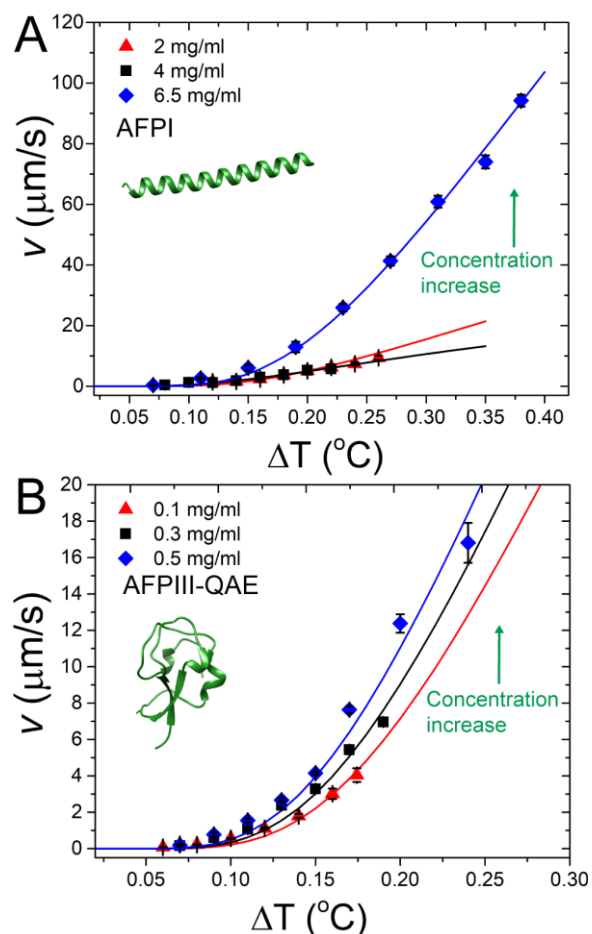 A
120
100
80
60
40
20
0
v (μm/s)
2 mg/ml
4 mg/ml
6.5 mg/ml
AFPI
Concentration
increase
0.05 0.10 0.15 0.20 0.25 0.30 0.35 0.40
ΔT (°C)
B
20
18
16
14
12
10
8
6
4
2
0
v (μm/s)
0.1 mg/ml
0.3 mg/ml
0.5 mg/ml
AFPIII-QAE
Concentration
increase
0.05 0.10 0.15 0.20 0.25 0.30
ΔT (°C)